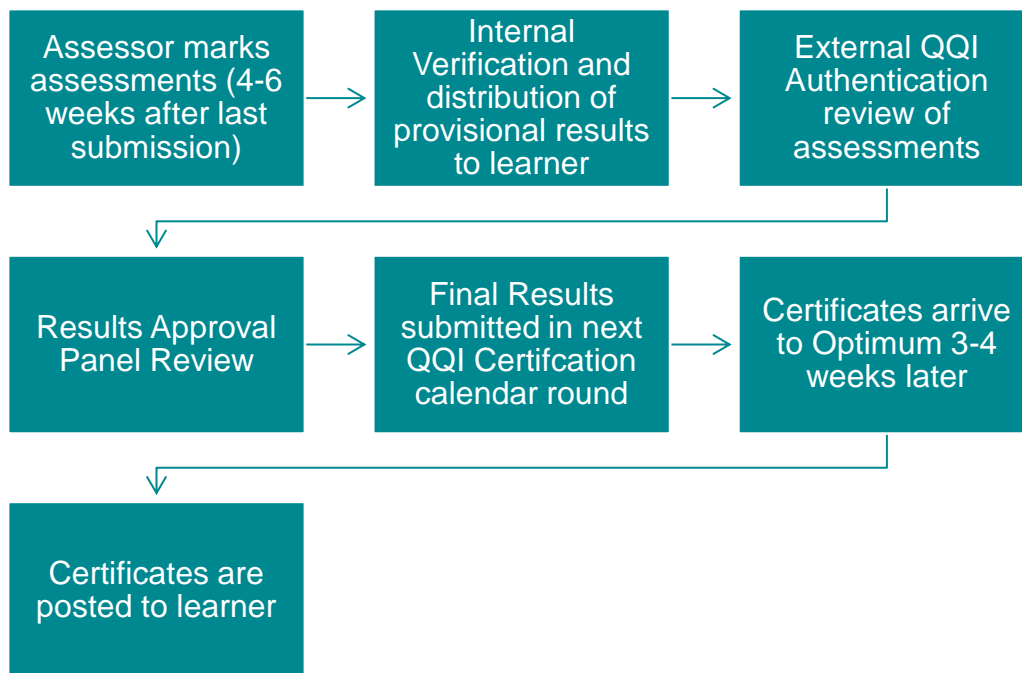 Assessor marks
assessments (4-6
weeks after last
submission)
Internal
Verification and
distribution of
provisional results
to learner
External QQI
Authentication
review of
assessments
Results Approval
Panel Review
Final Results
submitted in next
QQI Certifcation
calendar round
Certificates arrive
to Optimum 3-4
weeks later
Certificates are
posted to learner